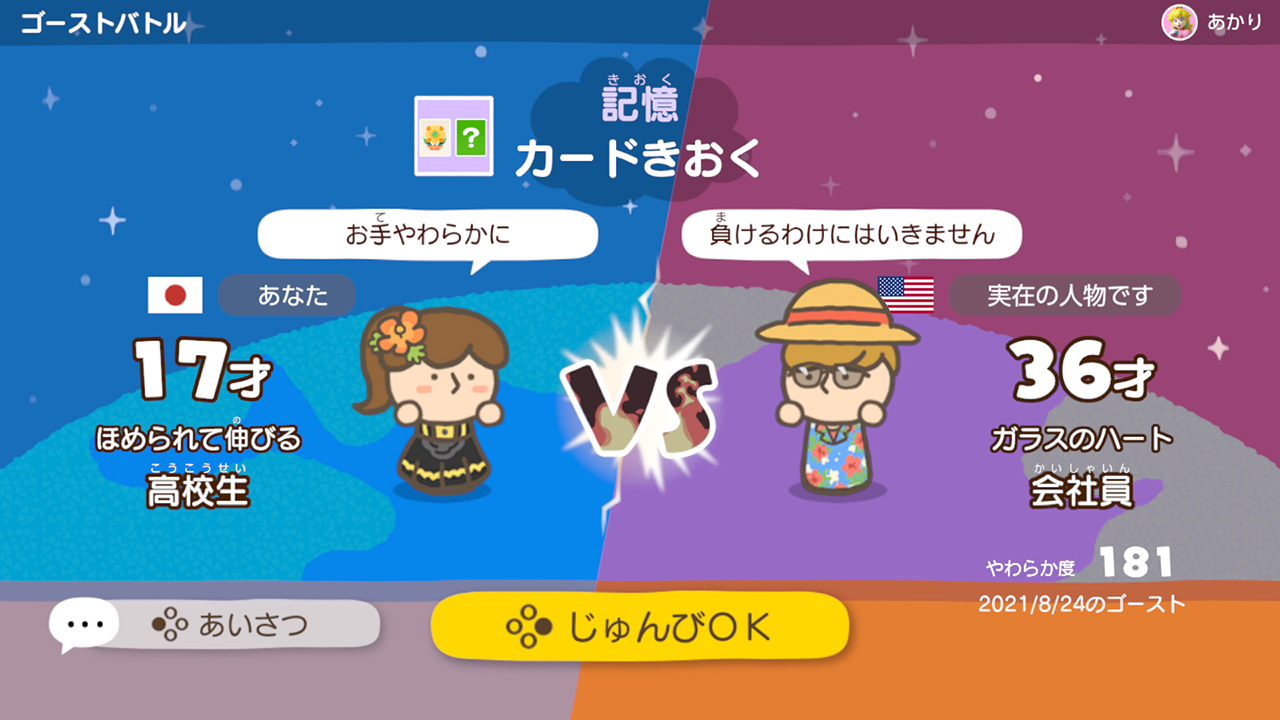 ゴーストバトル
あかり
きおく
記憶
?
カードきおく
て
お手やわらかに
ま
負けるわけにはいきません
あなた
実在の人物です
17才
36才
VS
の
ほめられて伸びる
ガラスのハート
こうこうせい
高校生
かいしゃいん
会社員
やわらか度 181
2021/8/24のゴースト
... あいさつ
じゅんびOK